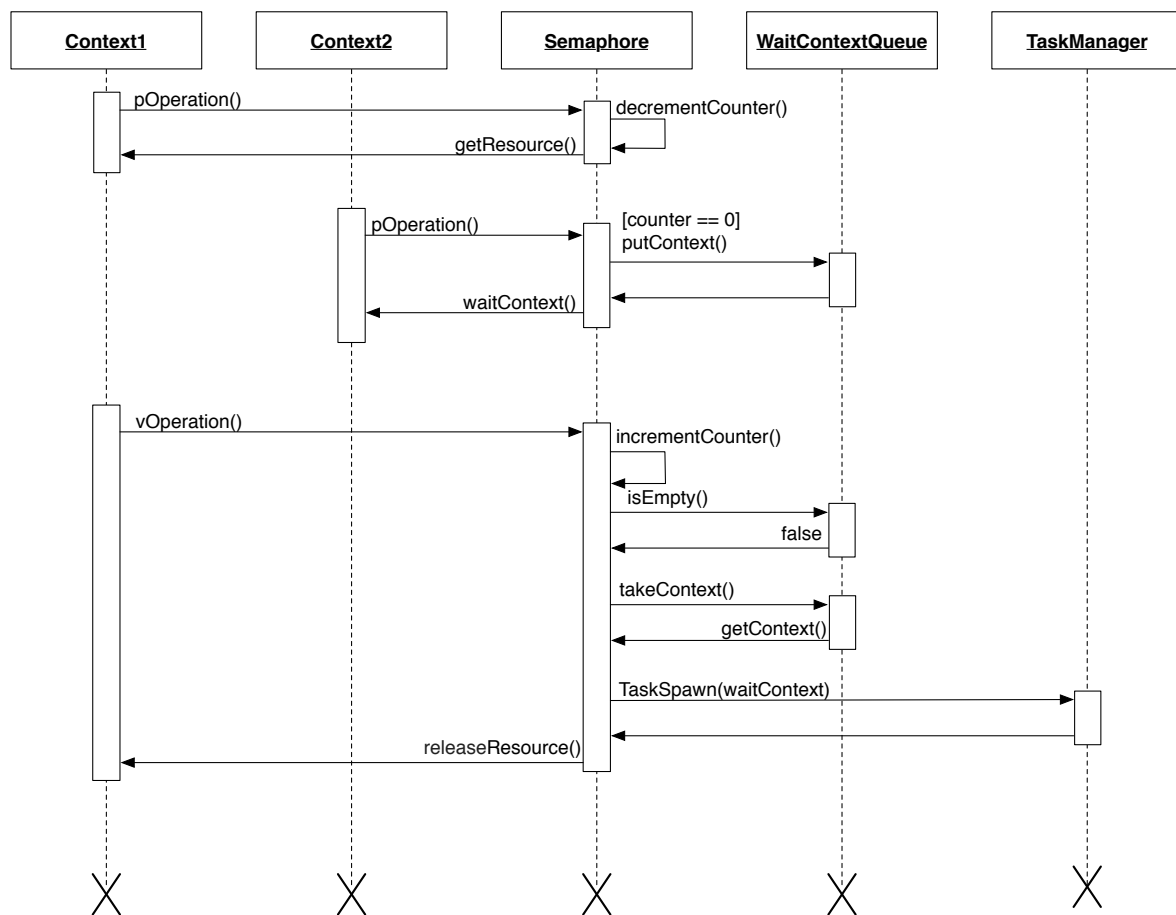 Context1
Context2
Semaphore
WaitContextQueue
TaskManager
pOperation()
decrementCounter()
getResource()
pOperation()
[counter == 0]
putContext()
waitContext()
vOperation()
incrementCounter()
isEmpty()
false
takeContext()
getContext()
TaskSpawn(waitContext)
releaseResource()